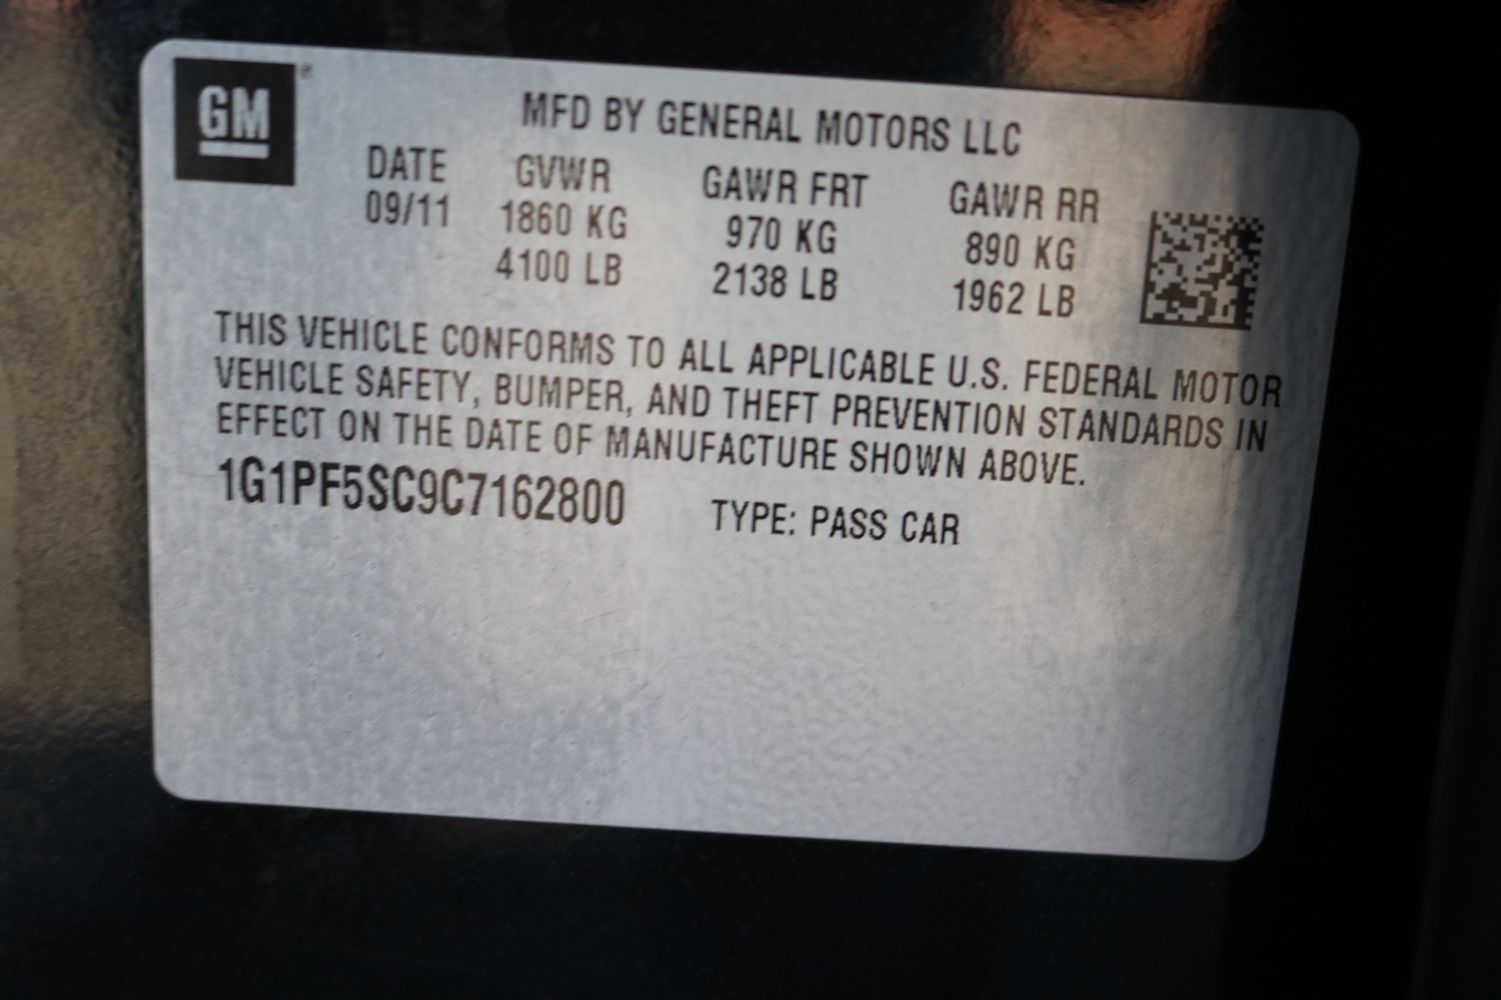 GM
MFD BY GENERAL MOTORS LLC
DATE GVWR GAWR FRT GAWR RR
09/11 1860 KG 970 KG 890 KG
4100 LB 2138 LB 1962 LB
THIS VEHICLE CONFORMS TO ALL APPLICABLE U.S. FEDERAL MOTOR
VEHICLE SAFETY, BUMPER, AND THEFT PREVENTION STANDARDS IN
EFFECT ON THE DATE OF MANUFACTURE SHOWN ABOVE.
1G1PF5SC9C7162800 TYPE: PASS CAR